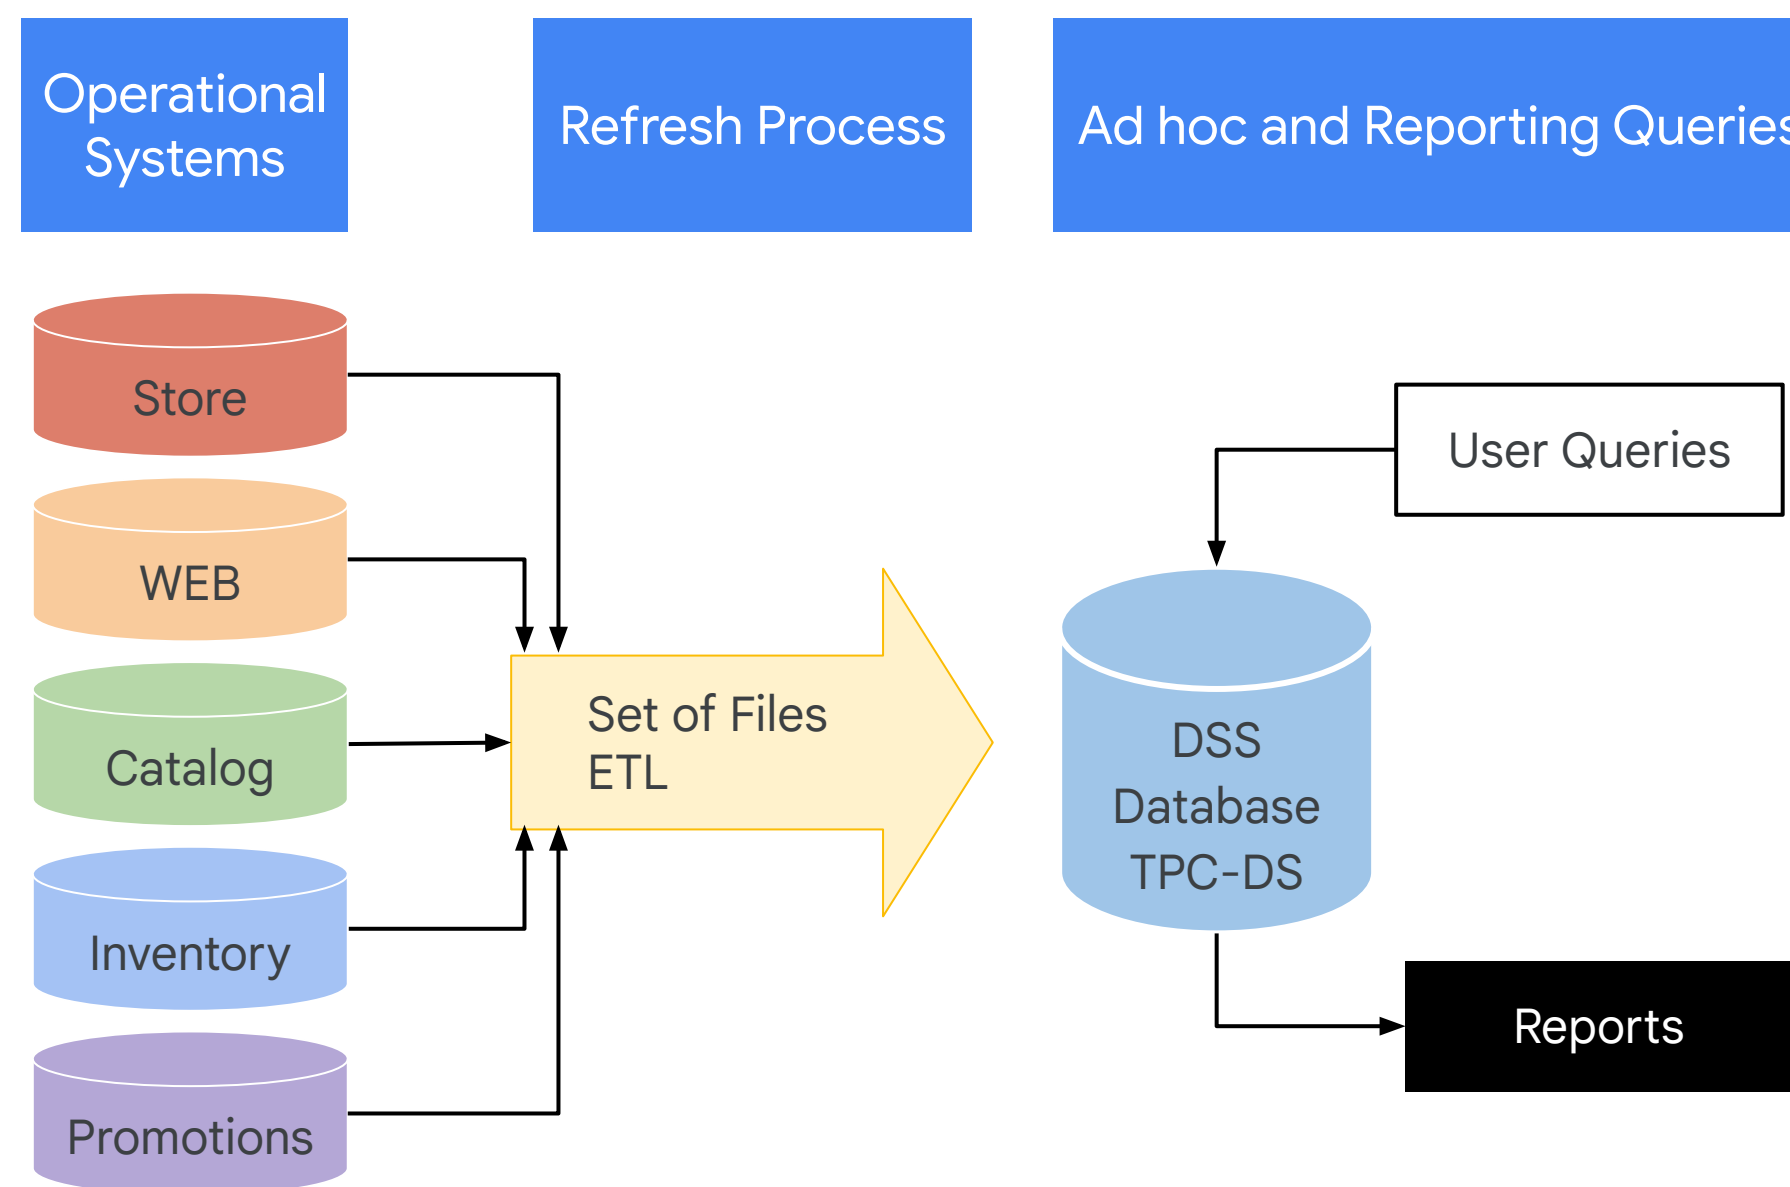 Operational
Systems
Refresh Process
Ad hoc and Reporting Queries
Store
WEB
Catalog
Inventory
Promotions
Set of Files
ETL
User Queries
DSS
Database
TPC-DS
Reports